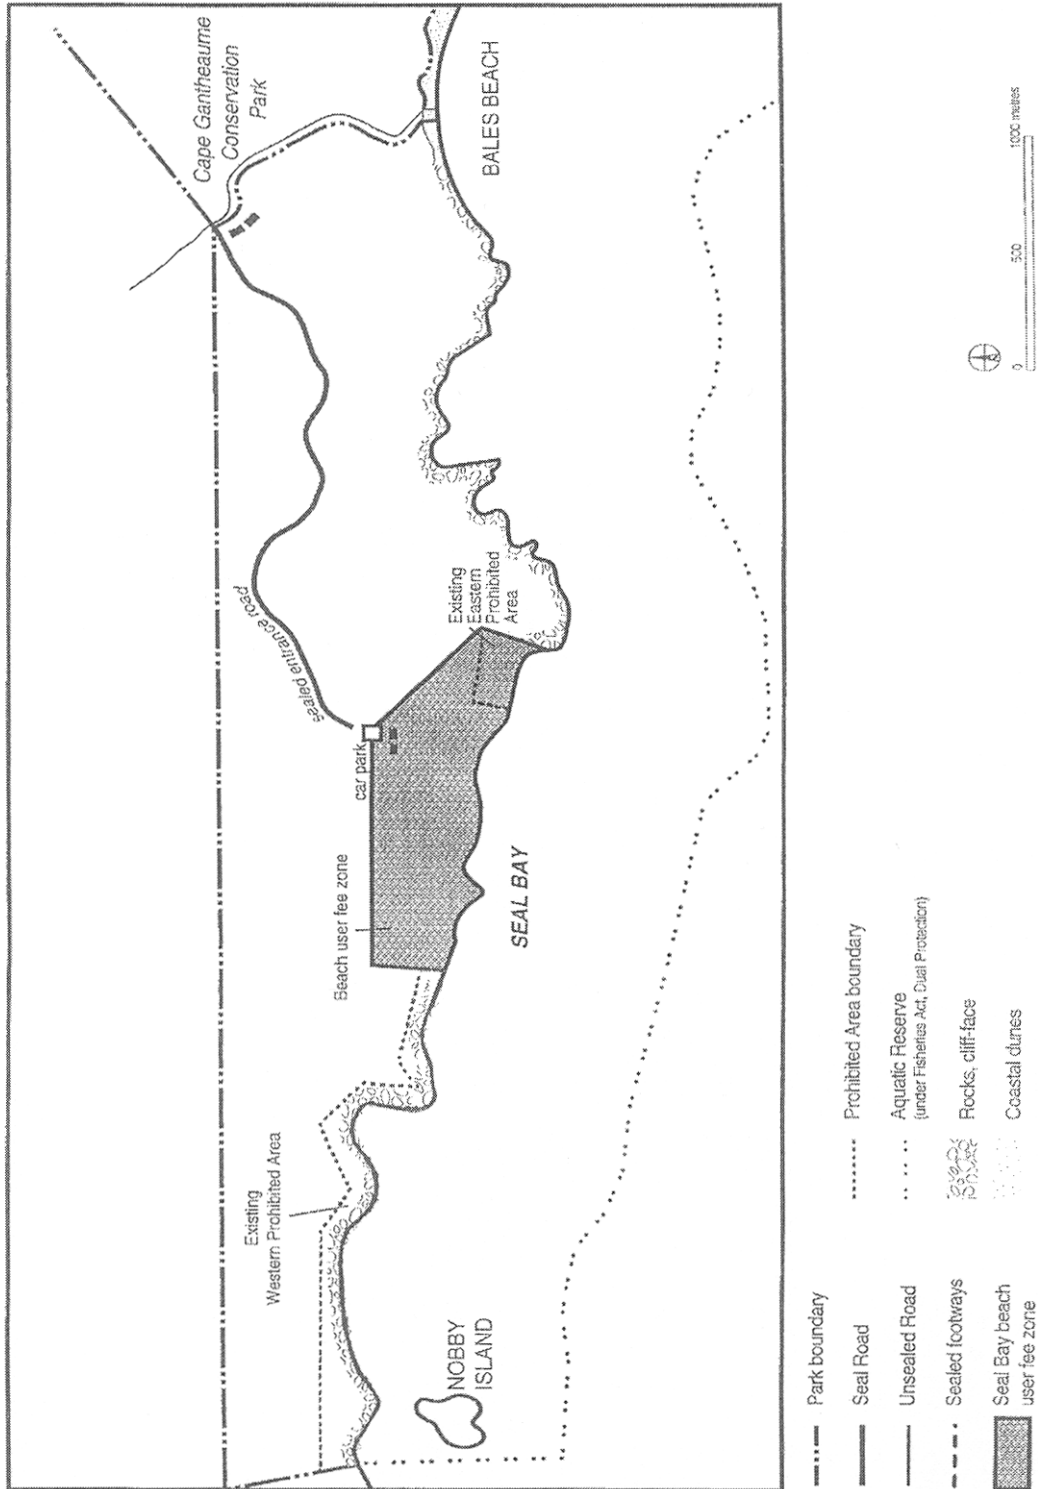 Cape Gantheaume
Conservation
Park
BALES BEACH
sealed entrance road
Existing
Eastern
Prohibited
Area
car park
Beach user fee zone
SEAL BAY
Existing
Western Prohibited Area
NOBBY
ISLAND
Park boundary
Seal Road
Unsealed Road
Sealed footways
Seal Bay beach
user fee zone
Prohibited Area boundary
Aquatic Reserve
(under Fisheries Act, Dual Protection)
Rocks, cliff-face
Coastal dunes
0 500 1000 metres